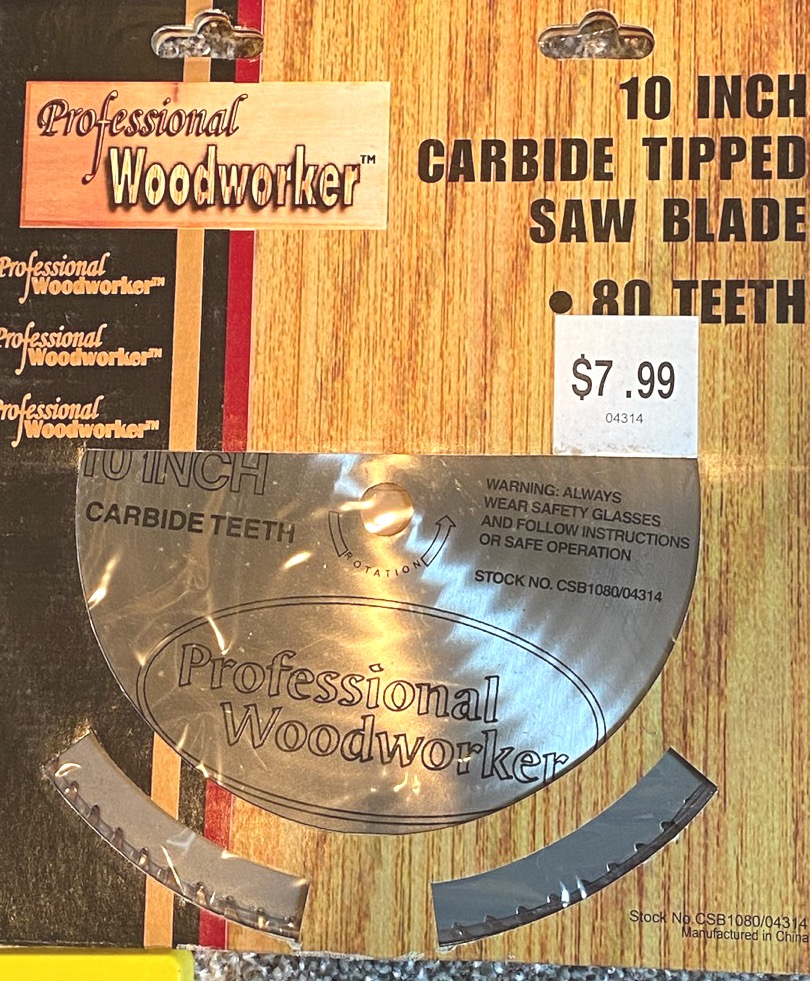 Professional
Woodworker™
10 INCH
CARBIDE TIPPED
SAW BLADE
• 80 TEETH
Professional
Woodworker™
Professional
Woodworker™
Professional
Woodworker™
$7.99
04314
10 INCH
CARBIDE TEETH
ROTATION
WARNING: ALWAYS
WEAR SAFETY GLASSES
AND FOLLOW INSTRUCTIONS
OR SAFE OPERATION
STOCK NO. CSB1080/04314
Professional
Woodworker
Stock No.CSB1080/04314
Manufactured in China